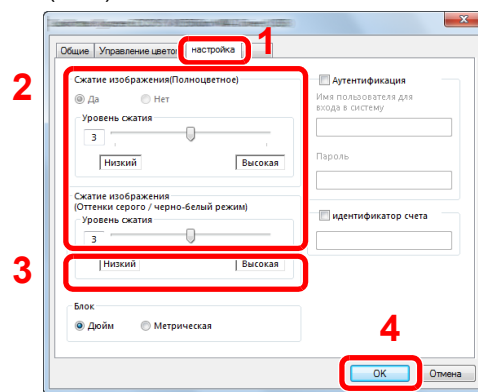 1
Общие Управление цветом настройка
2
Сжатие изображения(Полноцветное)
Да Нет
Уровень сжатия
3
Низкий Высокая
Аутентификация
Имя пользователя для
входа в систему
Пароль
Сжатие изображения
(Оттенки серого / черно-белый режим)
Уровень сжатия
3
идентификатор счета
3
Низкий Высокая
Блок
Дюйм Метрическая
4
OK Отмена